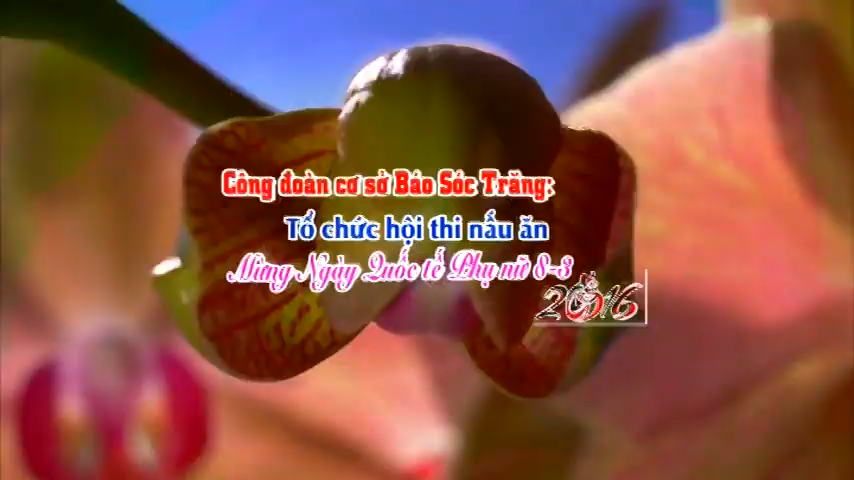 Công đoàn cơ sở Báo Sóc Trăng:
Tổ chức hội thi nấu ăn
Mừng Ngày Quốc tế Phụ nữ 8-3
2016